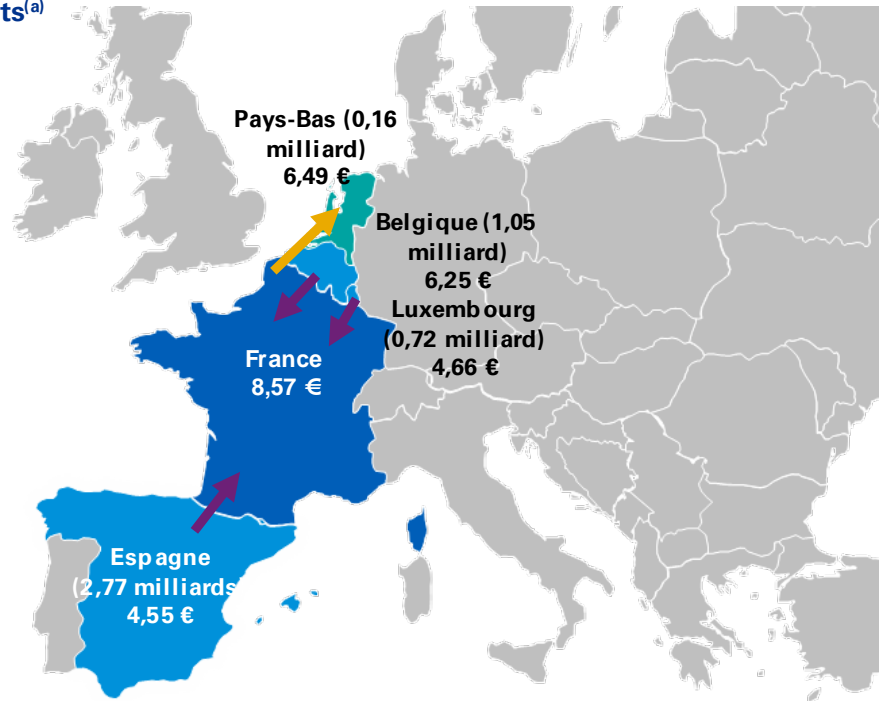 ts(a)
Pays-Bas (0,16
milliard)
6,49 €
Belgique (1,05
milliard)
6,25 €
Luxembourg
(0,72 milliard)
4,66 €
France
8,57 €
Espagne
(2,77 milliards
4,55 €